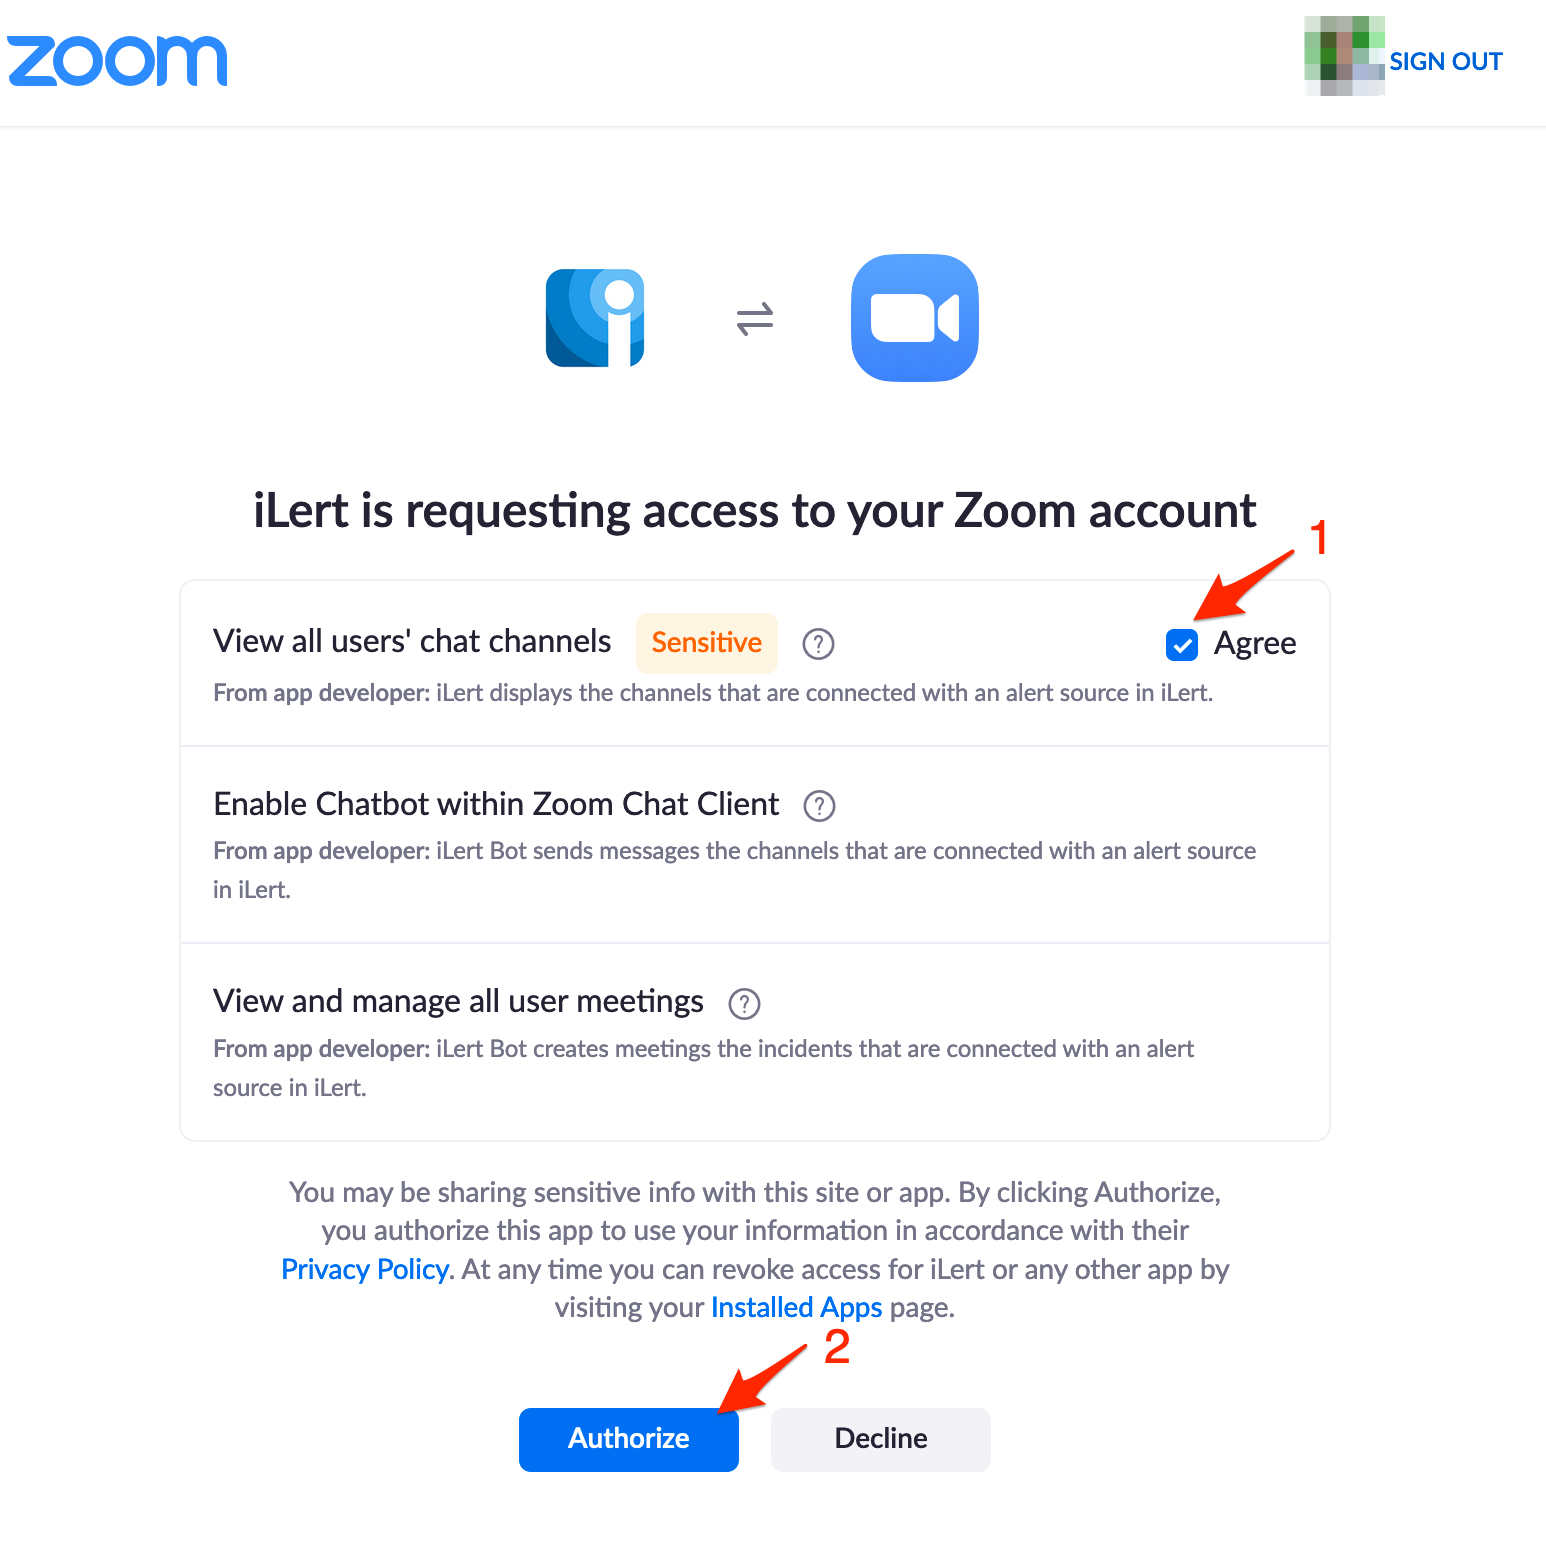 zoom
SIGN OUT
iLert is requesting access to your Zoom account
1
View all users' chat channels Sensitive ? Agree
From app developer: iLert displays the channels that are connected with an alert source in iLert.
Enable Chatbot within Zoom Chat Client ?
From app developer: iLert Bot sends messages the channels that are connected with an alert source
in iLert.
View and manage all user meetings ?
From app developer: iLert Bot creates meetings the incidents that are connected with an alert
source in iLert.
You may be sharing sensitive info with this site or app. By clicking Authorize,
you authorize this app to use your information in accordance with their
Privacy Policy. At any time you can revoke access for iLert or any other app by
visiting your Installed Apps page.
2
Authorize Decline